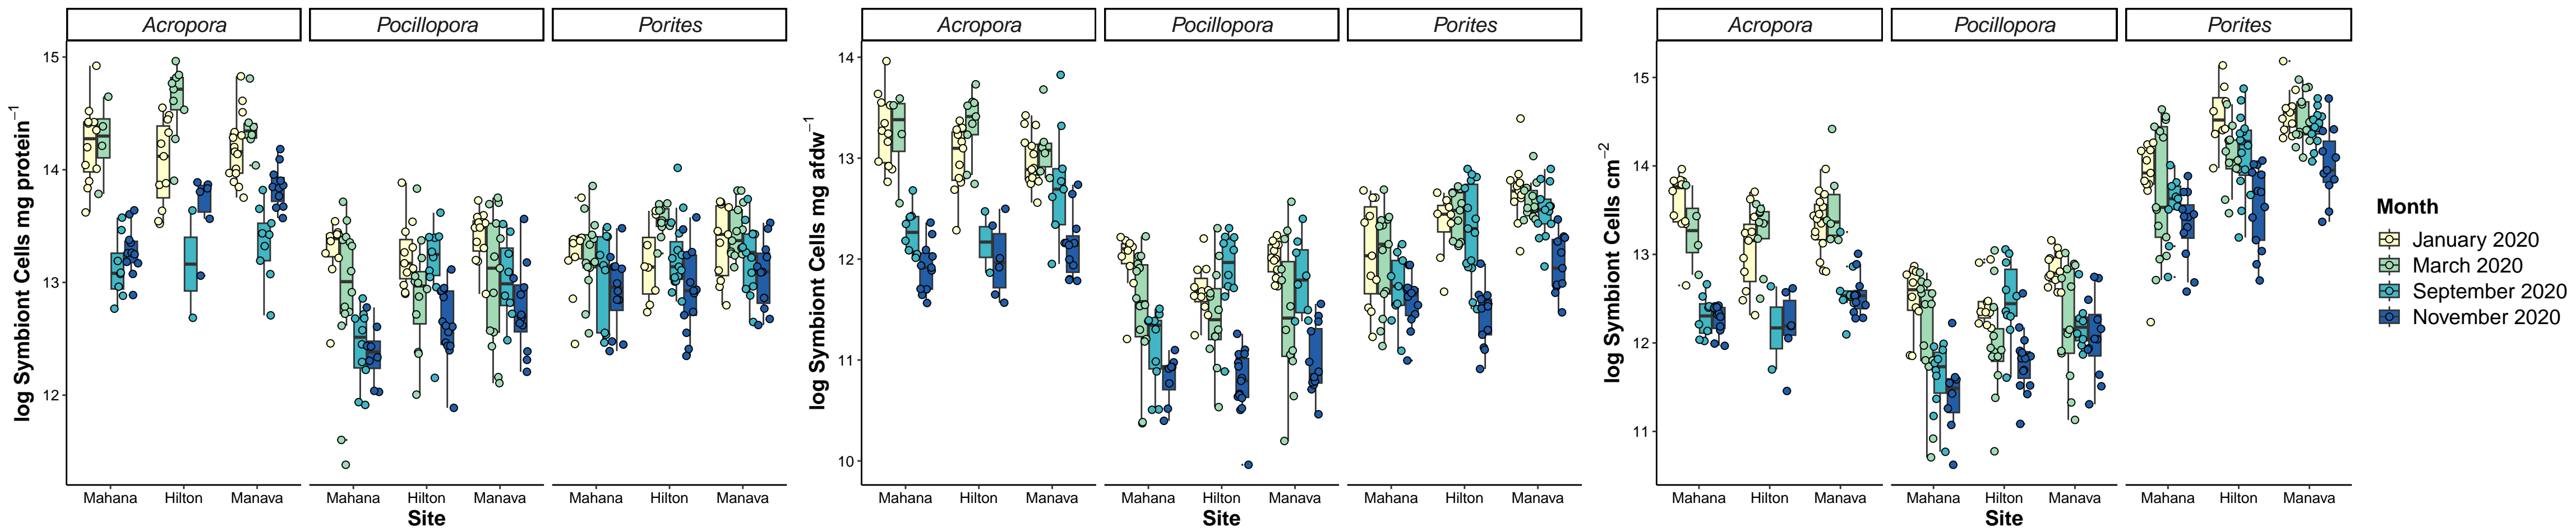 Acropora Pocillopora Porites
log Symbiont Cells mg protein⁻¹
15
14
13
12
Mahana Hilton Manava Mahana Hilton Manava Mahana Hilton Manava
Site
Acropora Pocillopora Porites
log Symbiont Cells mg afdw⁻¹
14
13
12
11
10
Mahana Hilton Manava Mahana Hilton Manava Mahana Hilton Manava
Site
Acropora Pocillopora Porites
log Symbiont Cells cm⁻²
15
14
13
12
11
Mahana Hilton Manava Mahana Hilton Manava Mahana Hilton Manava
Site
Month
January 2020
March 2020
September 2020
November 2020